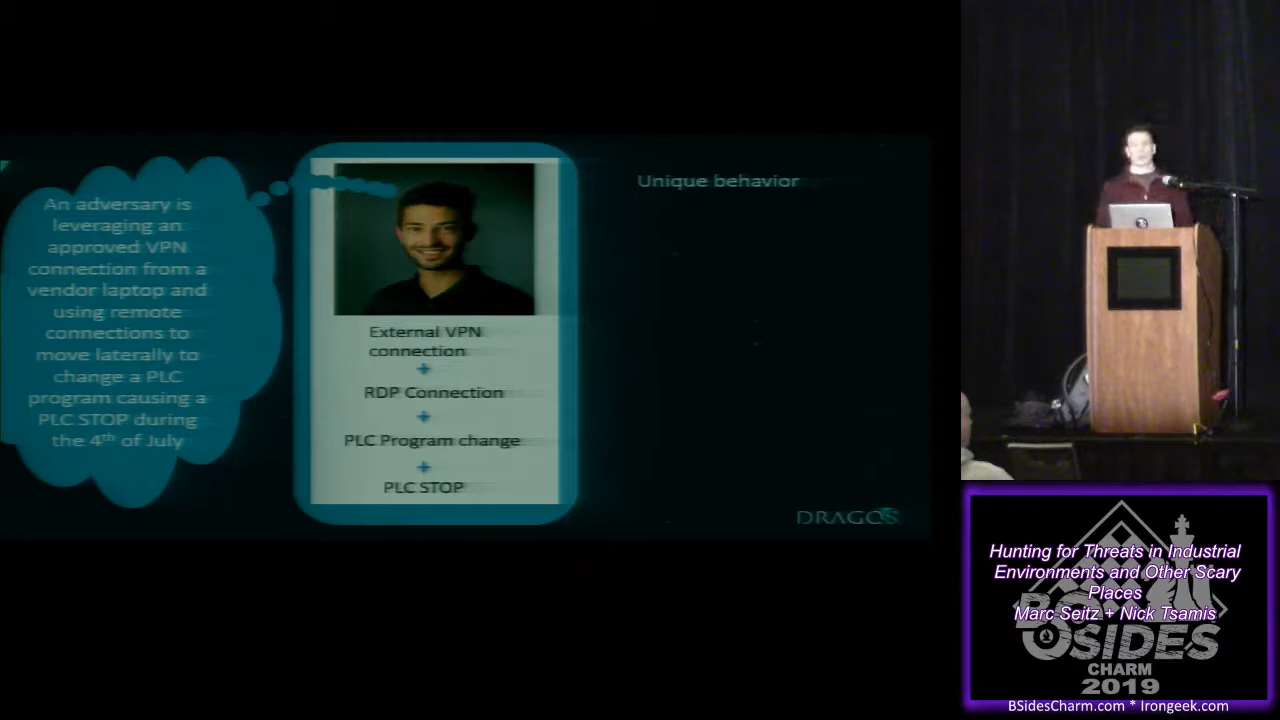 An adversary is
leveraging an
approved VPN
connection from a
vendor laptop and
using remote
connections to
move laterally to
change a PLC
program causing a
PLC STOP during
the 4th of July
External VPN
connection
+
RDP Connection
+
PLC Program change
+
PLC STOP
Unique behavior
DRAGOS
Hunting for Threats in Industrial
Environments and Other Scary
Places
Marc Seitz + Nick Tsamis
BSIDES
CHARM
2019
BSidesCharm.com * Irongeek.com